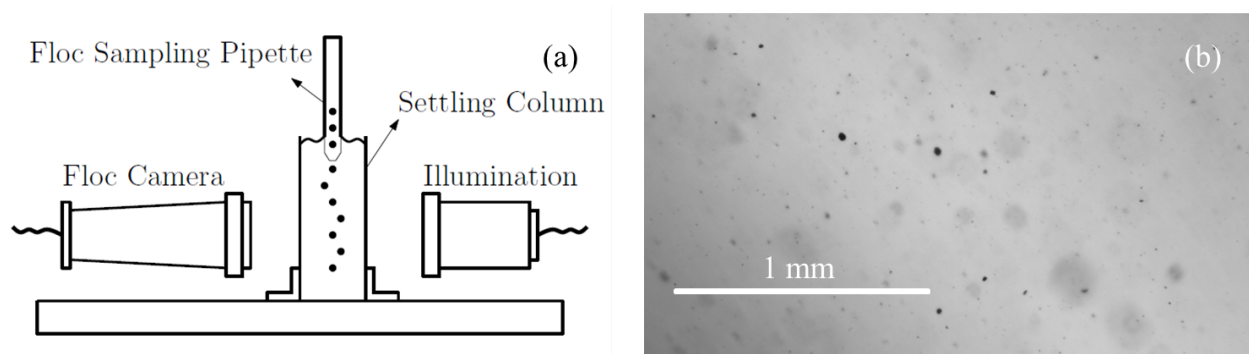 Floc Sampling Pipette
(a)
Settling Column
Floc Camera
Illumination
(b)
1 mm